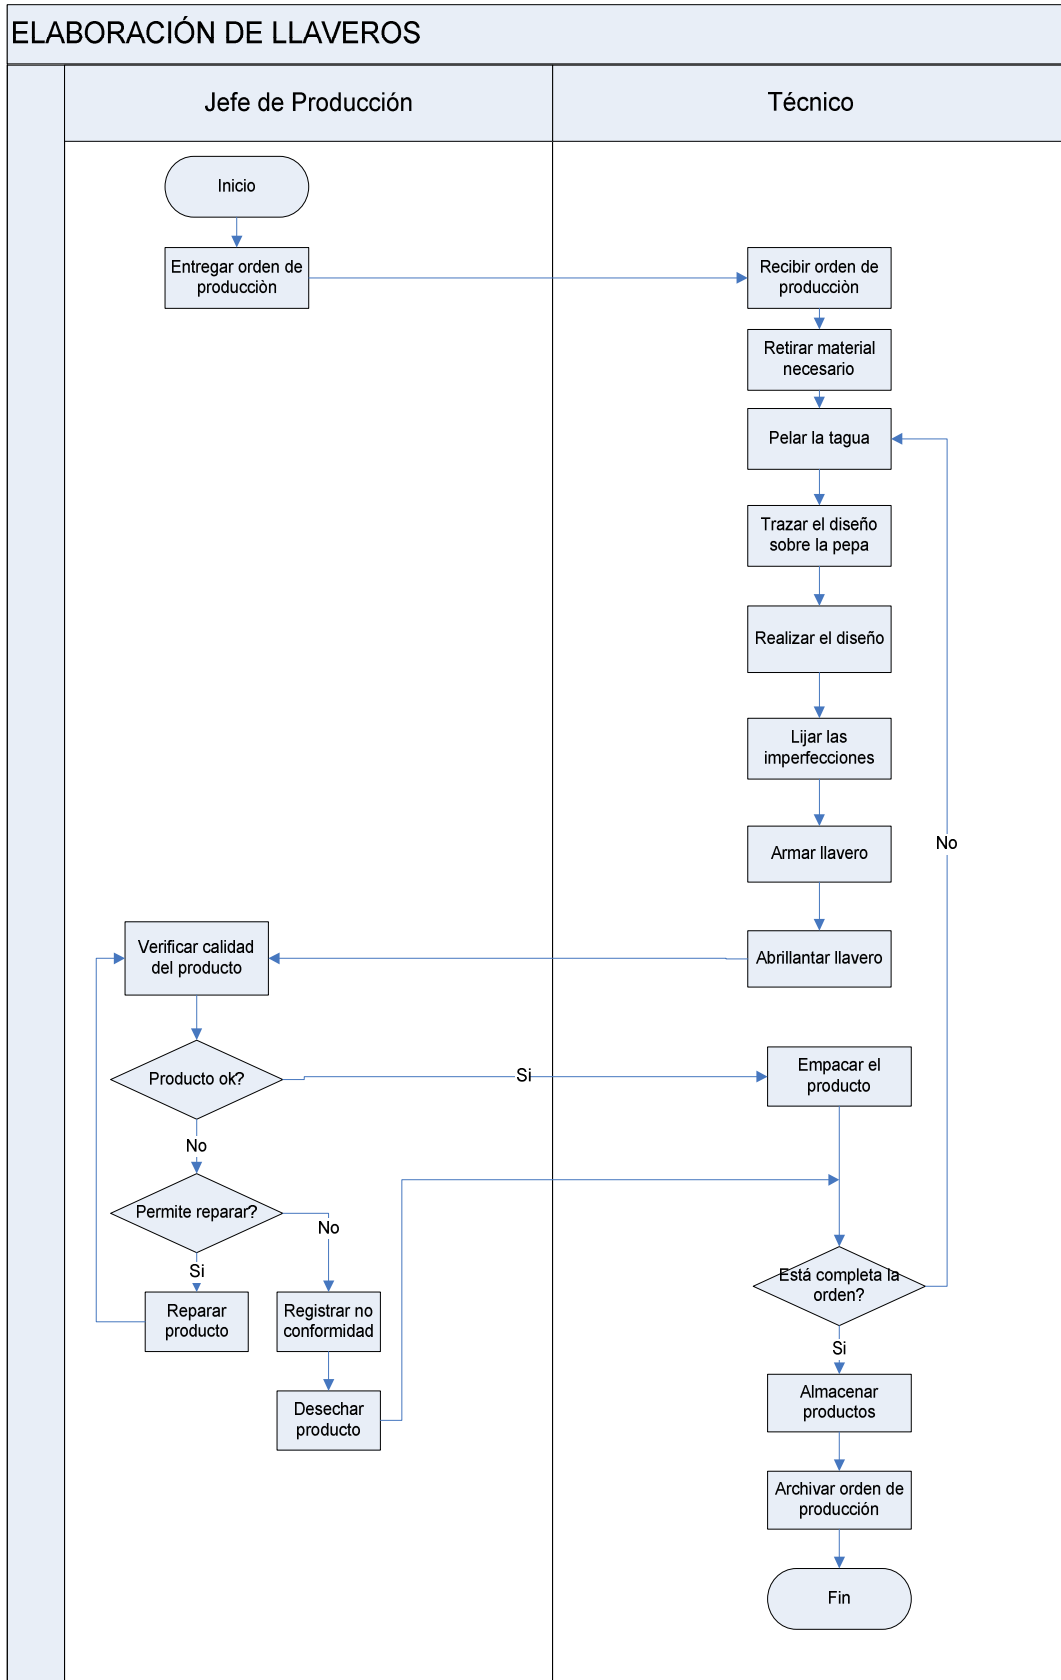 ELABORACIÓN DE LLAVEROS
Jefe de Producción
Técnico
Inicio
Entregar orden de
producciòn
Recibir orden de
producciòn
Retirar material
necesario
Pelar la tagua
Trazar el diseño
sobre la pepa
Realizar el diseño
Lijar las
imperfecciones
No
Armar llavero
Verificar calidad
del producto
Abrillantar llavero
Producto ok?
Si
Empacar el
producto
No
Permite reparar?
No
Si
Está completa la
orden?
Reparar
producto
Registrar no
conformidad
Si
Desechar
producto
Almacenar
productos
Archivar orden de
producción
Fin